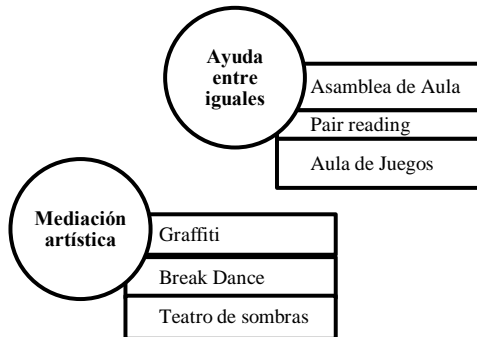 Ayuda
entre
iguales
Asamblea de Aula
Pair reading
Aula de Juegos
Mediación
artística
Graffiti
Break Dance
Teatro de sombras